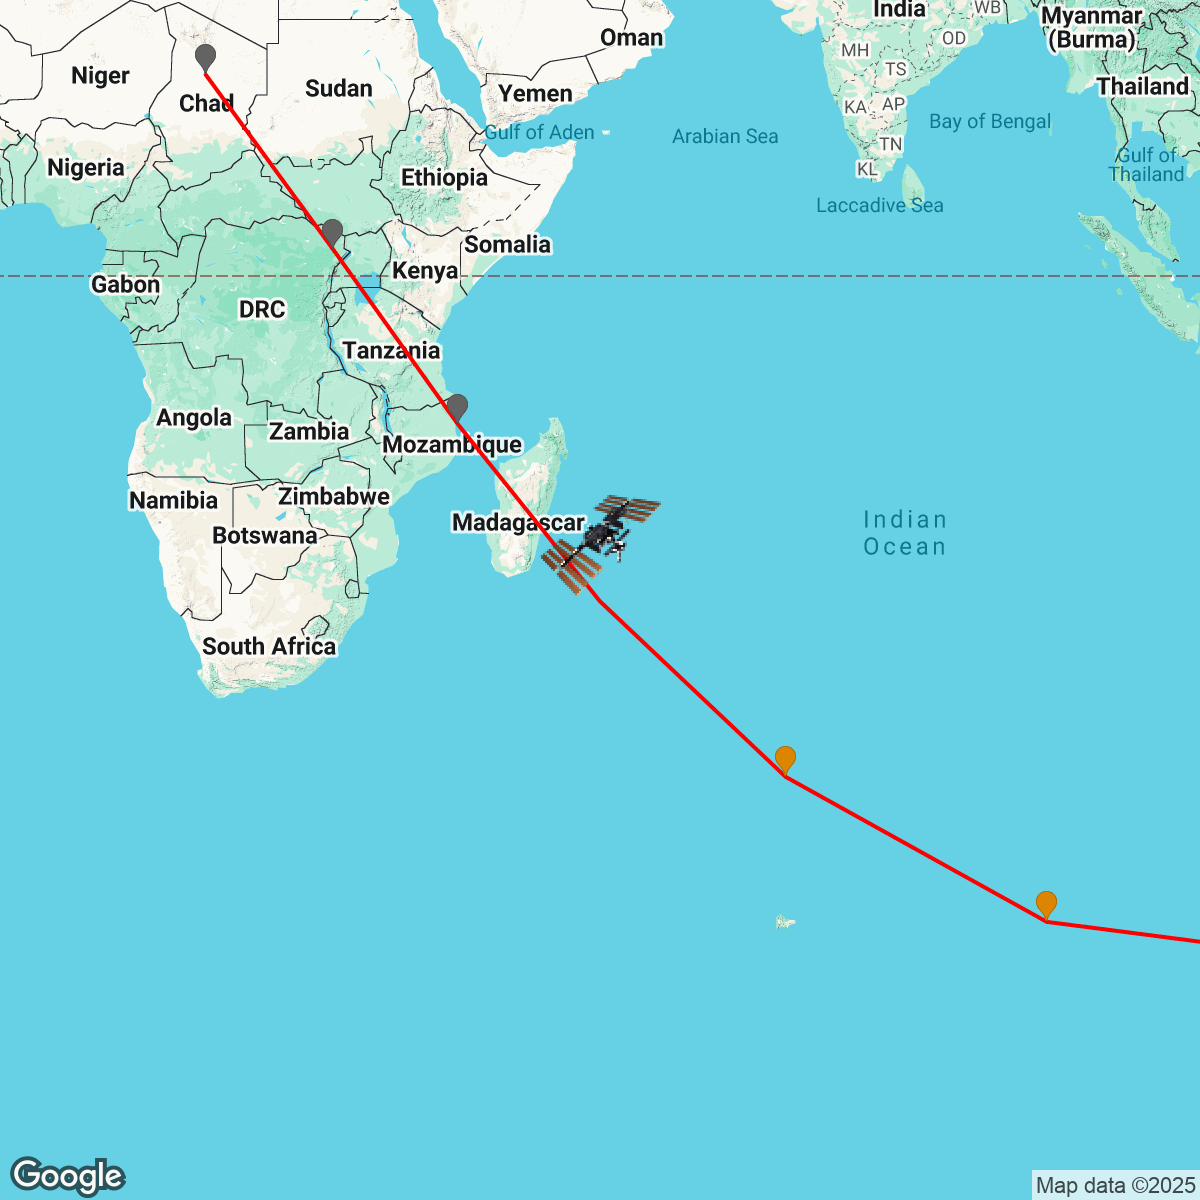 India
WB
Oman
Myanmar
(Burma)
OD
MH
TS
Niger
Thailand
Sudan
Yemen
Chad
KA
AP
Gulf of Aden
Arabian Sea
Bay of Bengal
TN
Nigeria
KL
Gulf of
Thailand
Ethiopia
Laccadive Sea
Somalia
Kenya
Gabon
DRC
Tanzania
Angola
Zambia
Mozambique
Namibia
Zimbabwe
Madagascar
Indian
Ocean
Botswana
South Africa
Google
Map data ©2025